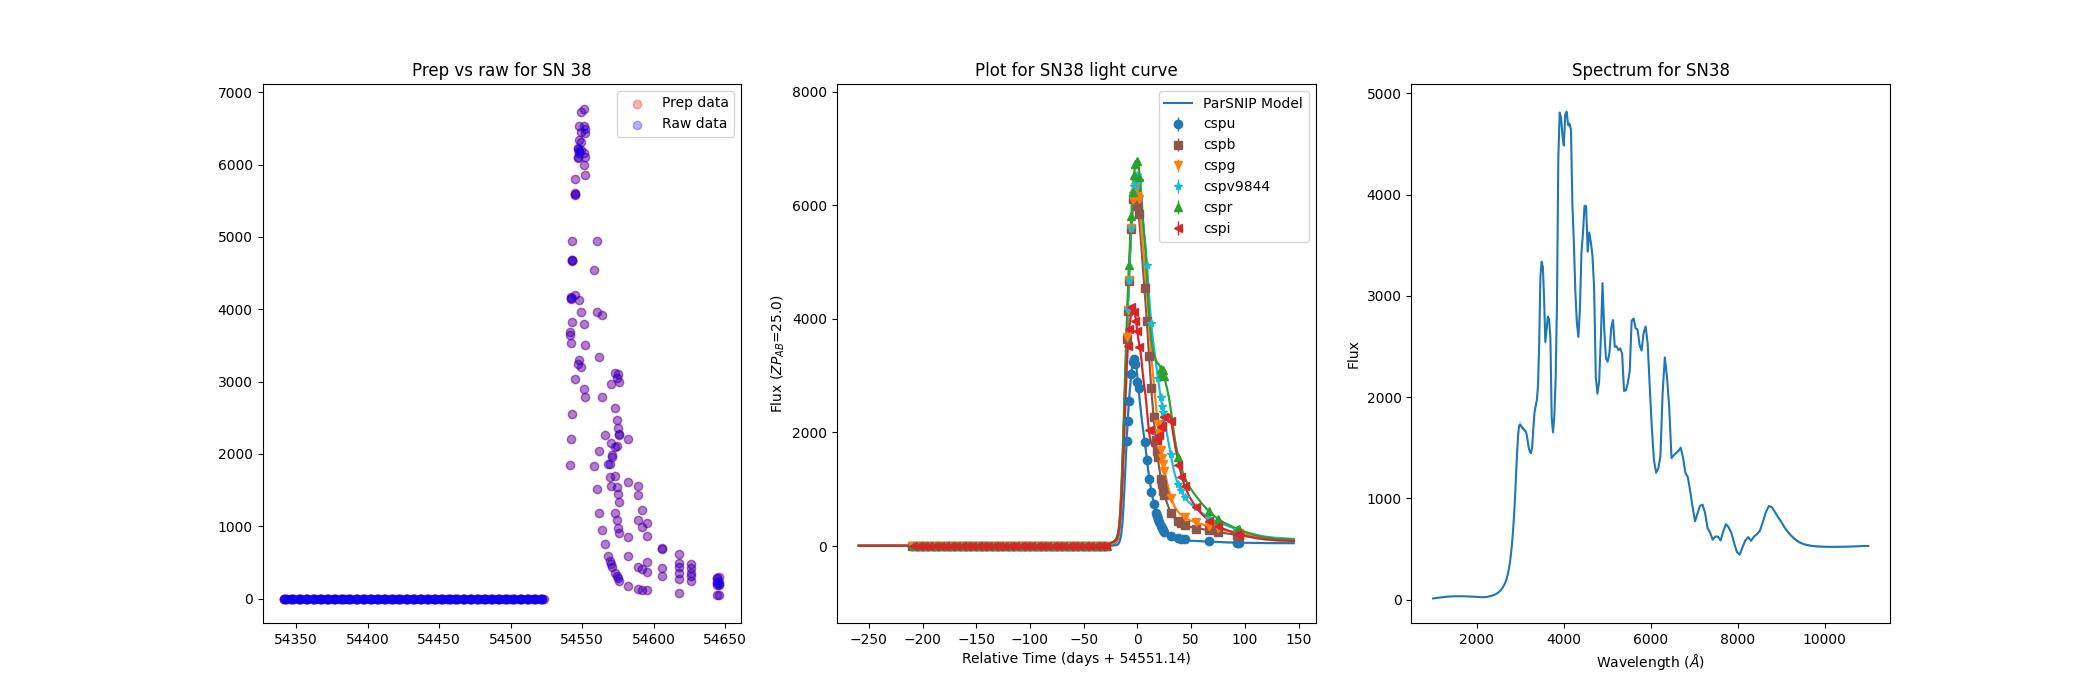 Prep vs raw for SN 38
7000
6000
5000
4000
3000
2000
1000
0
54350
54400
54450
54500
54550
54600
54650
Prep data
Raw data
Plot for SN38 light curve
Flux (ZP_AB=25.0)
8000
6000
4000
2000
0
−250
−200
−150
−100
−50
0
50
100
150
Relative Time (days + 54551.14)
ParSNIP Model
cspu
cspb
cspg
cspv9844
cspr
cspi
Spectrum for SN38
Flux
5000
4000
3000
2000
1000
0
2000
4000
6000
8000
10000
Wavelength (Å)